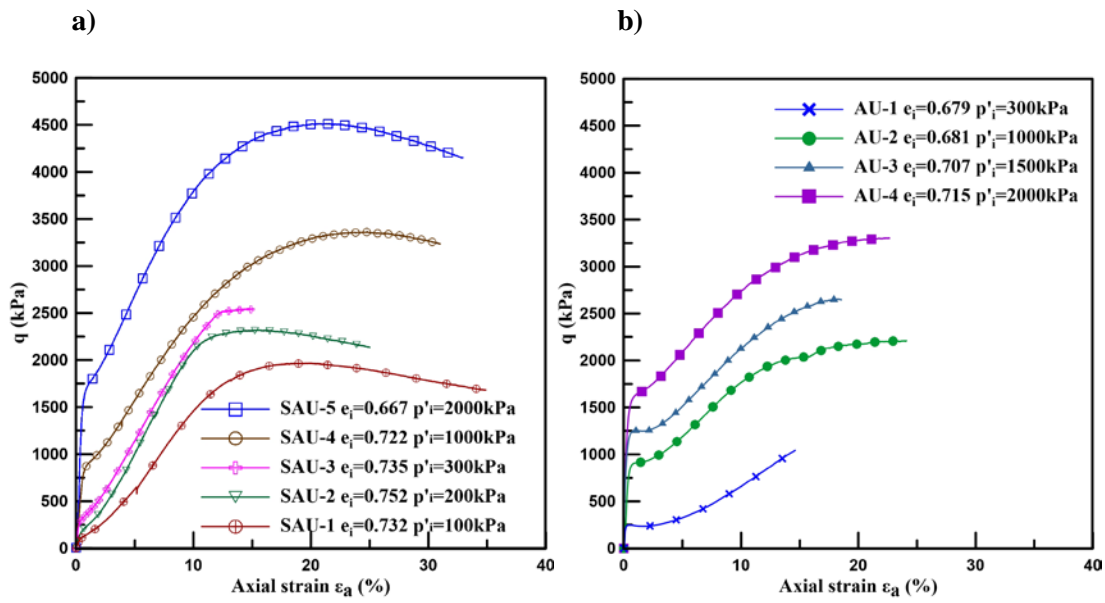 a)
5000
4500
4000
3500
3000
2500
2000
1500
1000
500
0
q (kPa)
0 10 20 30 40
Axial strain εa (%)
SAU-5 ei=0.667 p'i=2000kPa
SAU-4 ei=0.722 p'i=1000kPa
SAU-3 ei=0.735 p'i=300kPa
SAU-2 ei=0.752 p'i=200kPa
SAU-1 ei=0.732 p'i=100kPa
b)
5000
4500
4000
3500
3000
2500
2000
1500
1000
500
0
q (kPa)
0 10 20 30 40
Axial strain εa (%)
AU-1 ei=0.679 p'i=300kPa
AU-2 ei=0.681 p'i=1000kPa
AU-3 ei=0.707 p'i=1500kPa
AU-4 ei=0.715 p'i=2000kPa